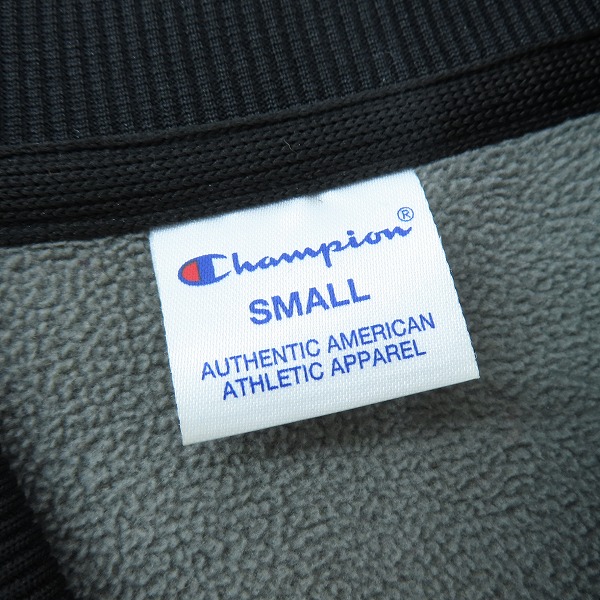 Champion®
SMALL
AUTHENTIC AMERICAN
ATHLETIC APPAREL